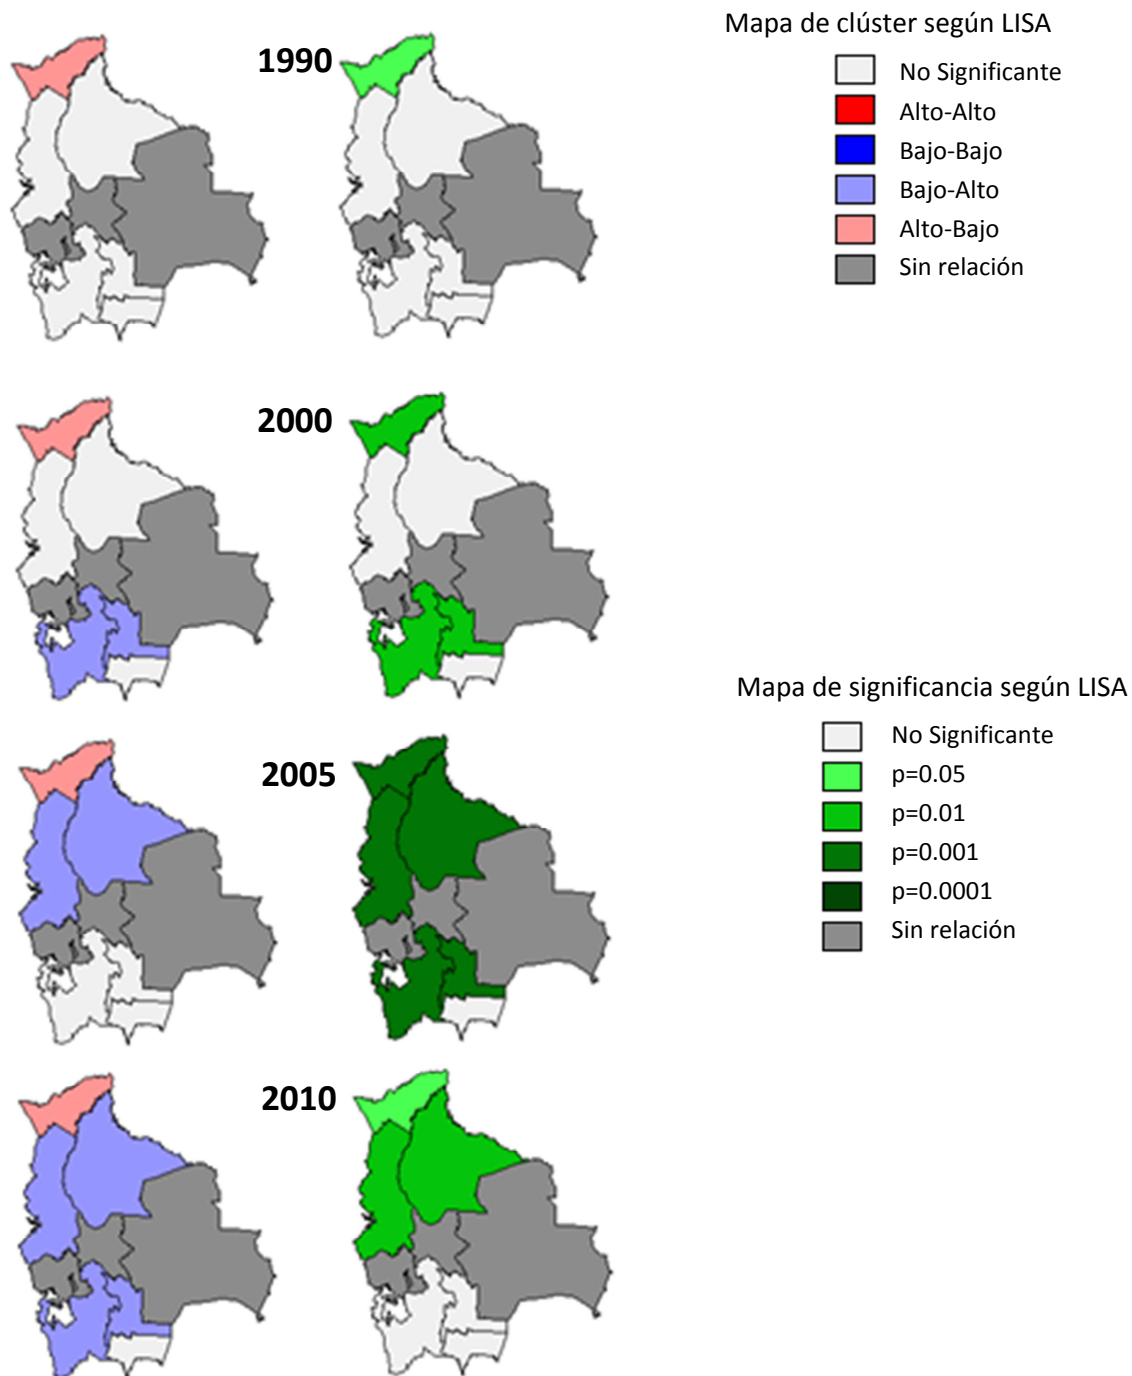 Mapa de clúster según LISA
1990
No Significante
Alto-Alto
Bajo-Bajo
Bajo-Alto
Alto-Bajo
Sin relación
2000
Mapa de significancia según LISA
No Significante
2005
p=0.05
p=0.01
p=0.001
p=0.0001
Sin relación
2010